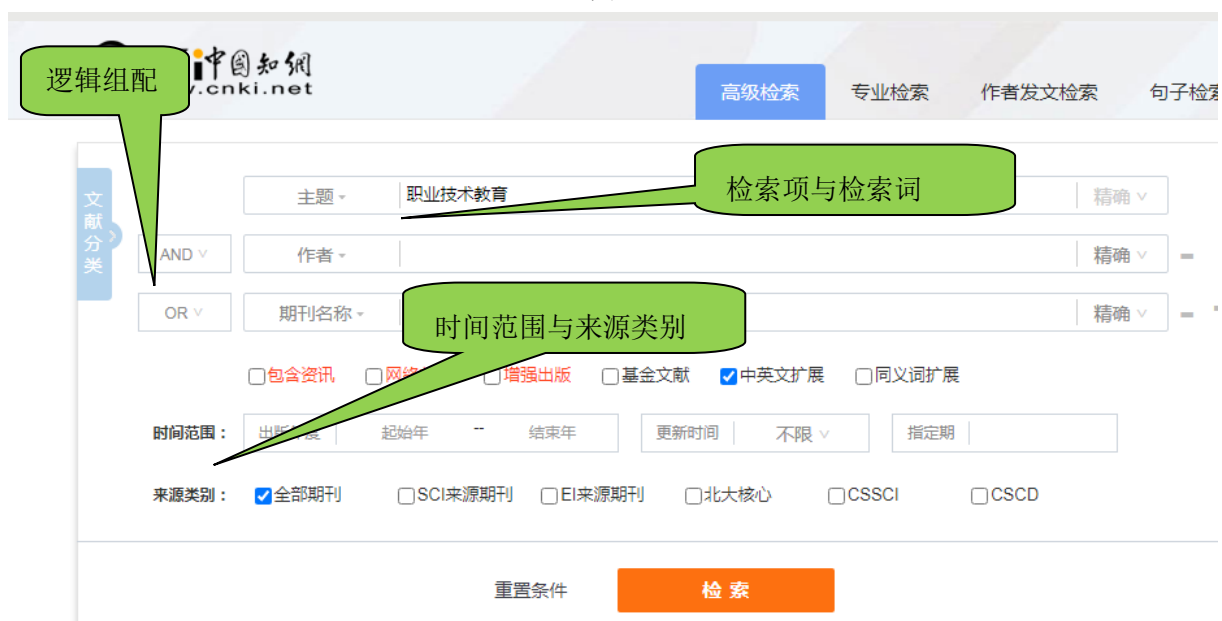 逻辑组配
中国知网
.cnki.net
高级检索 专业检索 作者发文检索 句子检索
文献分类
主题 职业技术教育 检索项与检索词 精确
AND 作者 精确
OR 期刊名称 时间范围与来源类别 精确
包含资讯 增强出版 基金文献 中英文扩展 同义词扩展
时间范围： 起始年 -- 结束年 更新时间 不限 指定期
来源类别： 全部期刊 SCI来源期刊 EI来源期刊 北大核心 CSSCI CSCD
重置条件 检索